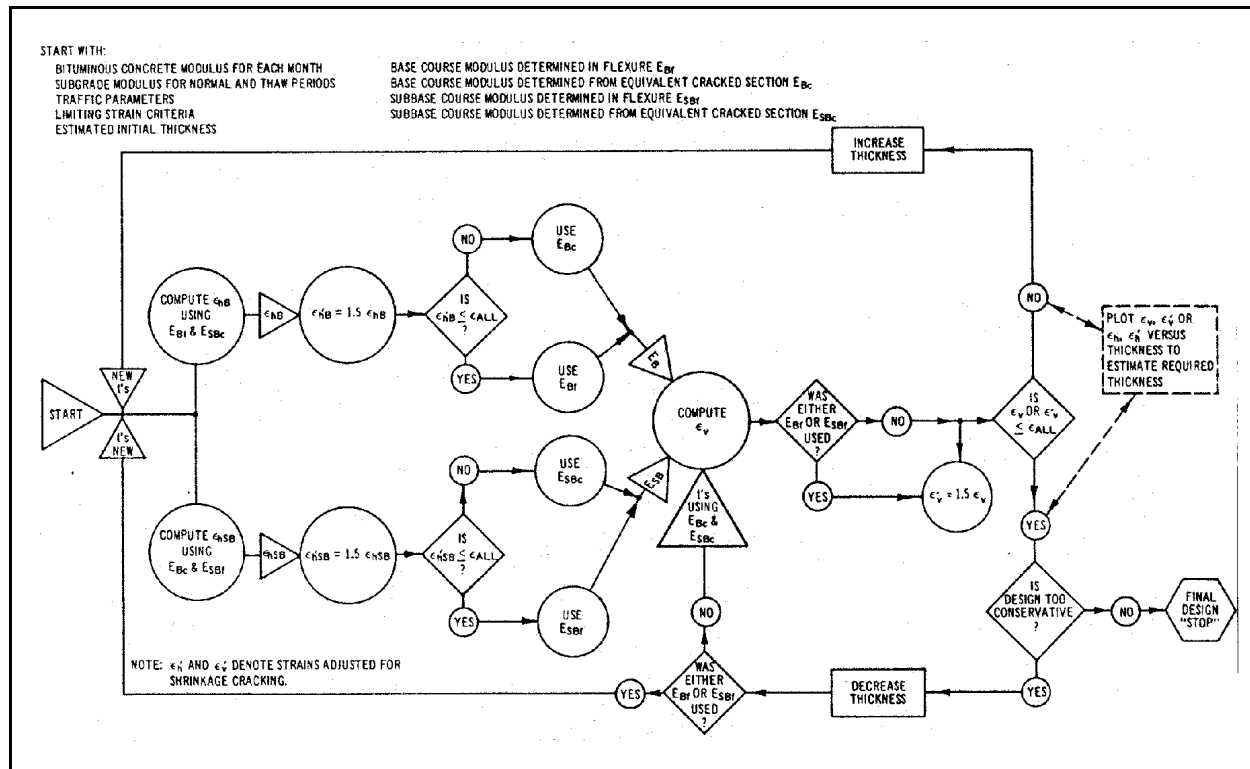 START WITH:
BITUMINOUS CONCRETE MODULUS FOR EACH MONTH
SUBGRADE MODULUS FOR NORMAL AND THAW PERIODS
TRAFFIC PARAMETERS
LIMITING STRAIN CRITERIA
ESTIMATED INITIAL THICKNESS
BASE COURSE MODULUS DETERMINED IN FLEXURE E_Bf
BASE COURSE MODULUS DETERMINED FROM EQUIVALENT CRACKED SECTION E_Bc
SUBBASE COURSE MODULUS DETERMINED IN FLEXURE E_SBf
SUBBASE COURSE MODULUS DETERMINED FROM EQUIVALENT CRACKED SECTION E_SBc
INCREASE
THICKNESS
START
NEW
t's
t's
NEW
COMPUTE ϵ_hB
USING
E_Bf & E_SBc
ϵ_hB
ϵ'_hB = 1.5 ϵ_hB
IS
ϵ'_hB ≤ ϵ_ALL
?
NO
USE
E_Bc
YES
USE
E_Bf
E_B
COMPUTE ϵ_hSB
USING
E_Bc & E_SBf
ϵ_hSB
ϵ'_hSB = 1.5 ϵ_hSB
IS
ϵ'_hSB ≤ ϵ_ALL
?
NO
USE
E_SBc
YES
USE
E_SBf
E_SB
COMPUTE
ϵ_v
t's
USING
E_Bc &
E_SBc
NO
WAS
EITHER
E_Bf OR E_SBf
USED
?
NO
YES
ϵ'_v = 1.5 ϵ_v
IS
ϵ_v OR ϵ'_v
≤ ϵ_ALL
?
NO
PLOT ϵ_v, ϵ'_v OR
ϵ_h, ϵ'_h VERSUS
THICKNESS TO
ESTIMATE REQUIRED
THICKNESS
YES
IS
DESIGN TOO
CONSERVATIVE
?
NO
FINAL
DESIGN
"STOP"
YES
DECREASE
THICKNESS
WAS
EITHER
E_Bf OR E_SBf
USED
?
YES
NOTE: ϵ'_h AND ϵ'_v DENOTE STRAINS ADJUSTED FOR
SHRINKAGE CRACKING.